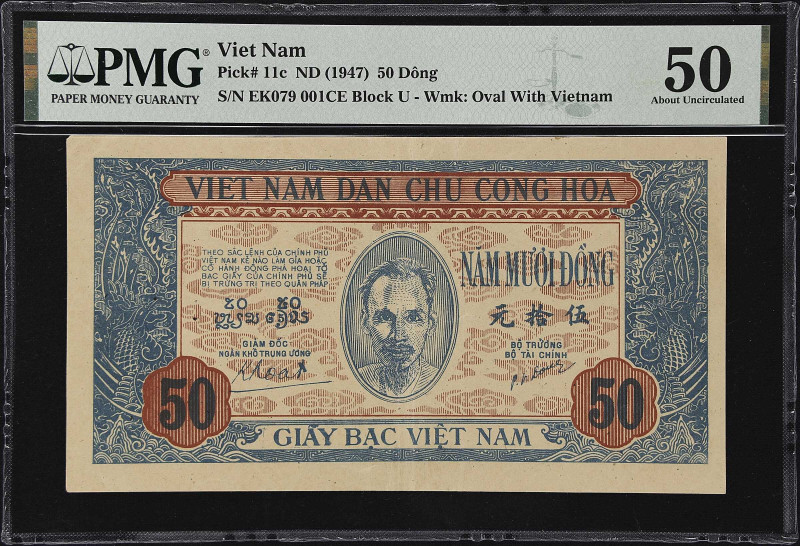 PMG®
PAPER MONEY GUARANTY
Viet Nam
Pick# 11c ND (1947) 50 Dông
S/N EK079 001CE Block U - Wmk: Oval With Vietnam
50
About Uncirculated
VIET NAM DAN CHU CONG HOA
THEO SẮC LỆNH CỦA CHÍNH PHỦ
VIỆT NAM KẺ NÀO LÀM GIẢ HOẶC
CÓ HÀNH ĐỘNG PHÁ HOẠI TỜ
BẠC GIẤY CỦA CHÍNH PHỦ SẼ
BỊ TRỪNG TRỊ THEO QUÂN PHÁP
NĂM MƯỜI ĐỒNG
元拾伍
GIÁM ĐỐC
NGÂN KHỐ TRUNG ƯƠNG
BỘ TRƯỞNG
BỘ TÀI CHÍNH
50
50
GIẤY BẠC VIỆT NAM